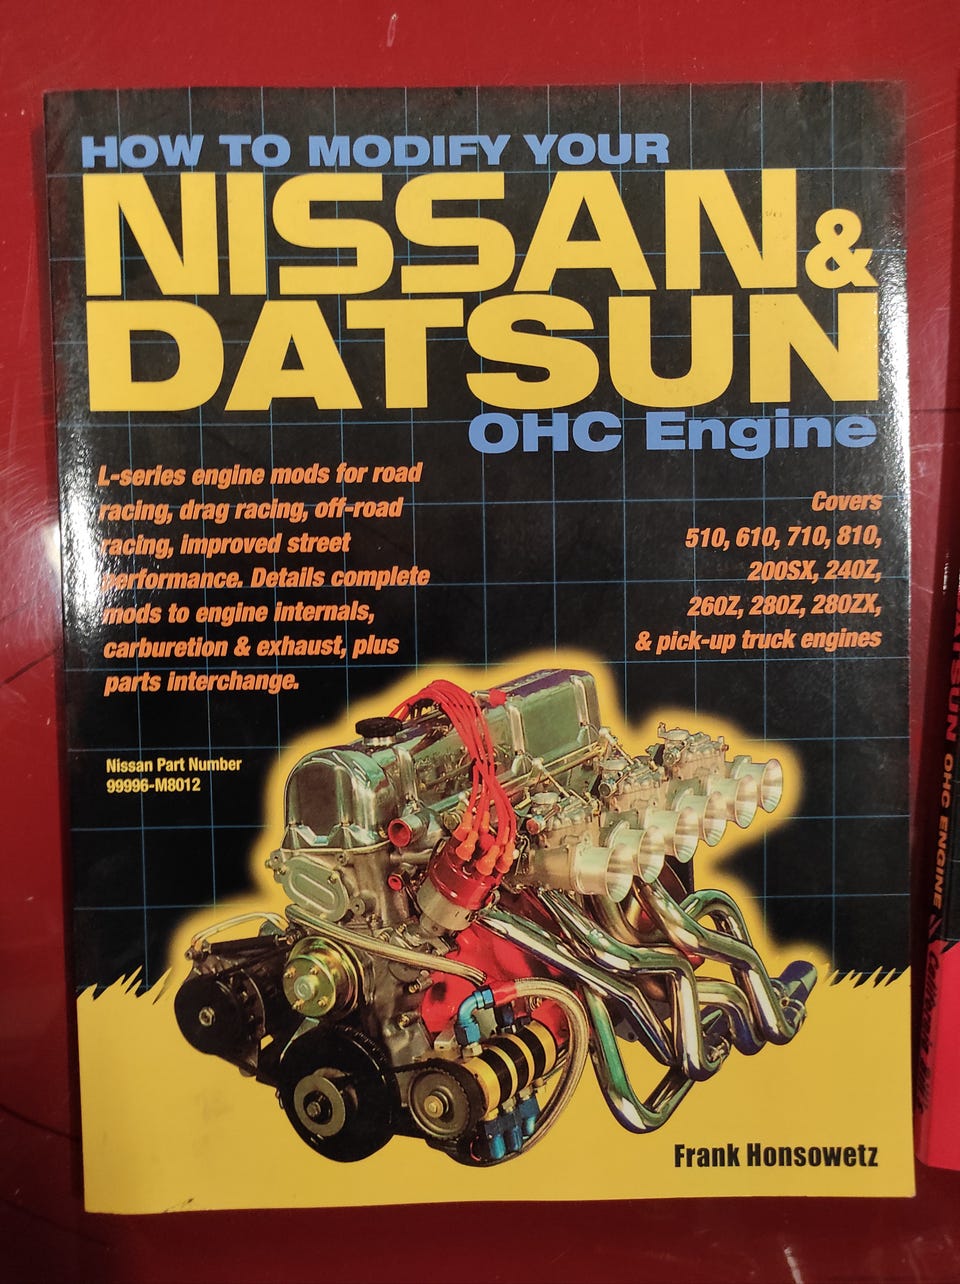 HOW TO MODIFY YOUR
NISSAN &
DATSUN
OHC Engine
L-series engine mods for road
racing, drag racing, off-road
racing, improved street
performance. Details complete
mods to engine internals,
carburetion & exhaust, plus
parts interchange.
Covers
510, 610, 710, 810,
200SX, 240Z,
260Z, 280Z, 280ZX,
& pick-up truck engines
Nissan Part Number
99996-M8012
Frank Honsowetz
DATSUN OHC ENGINE